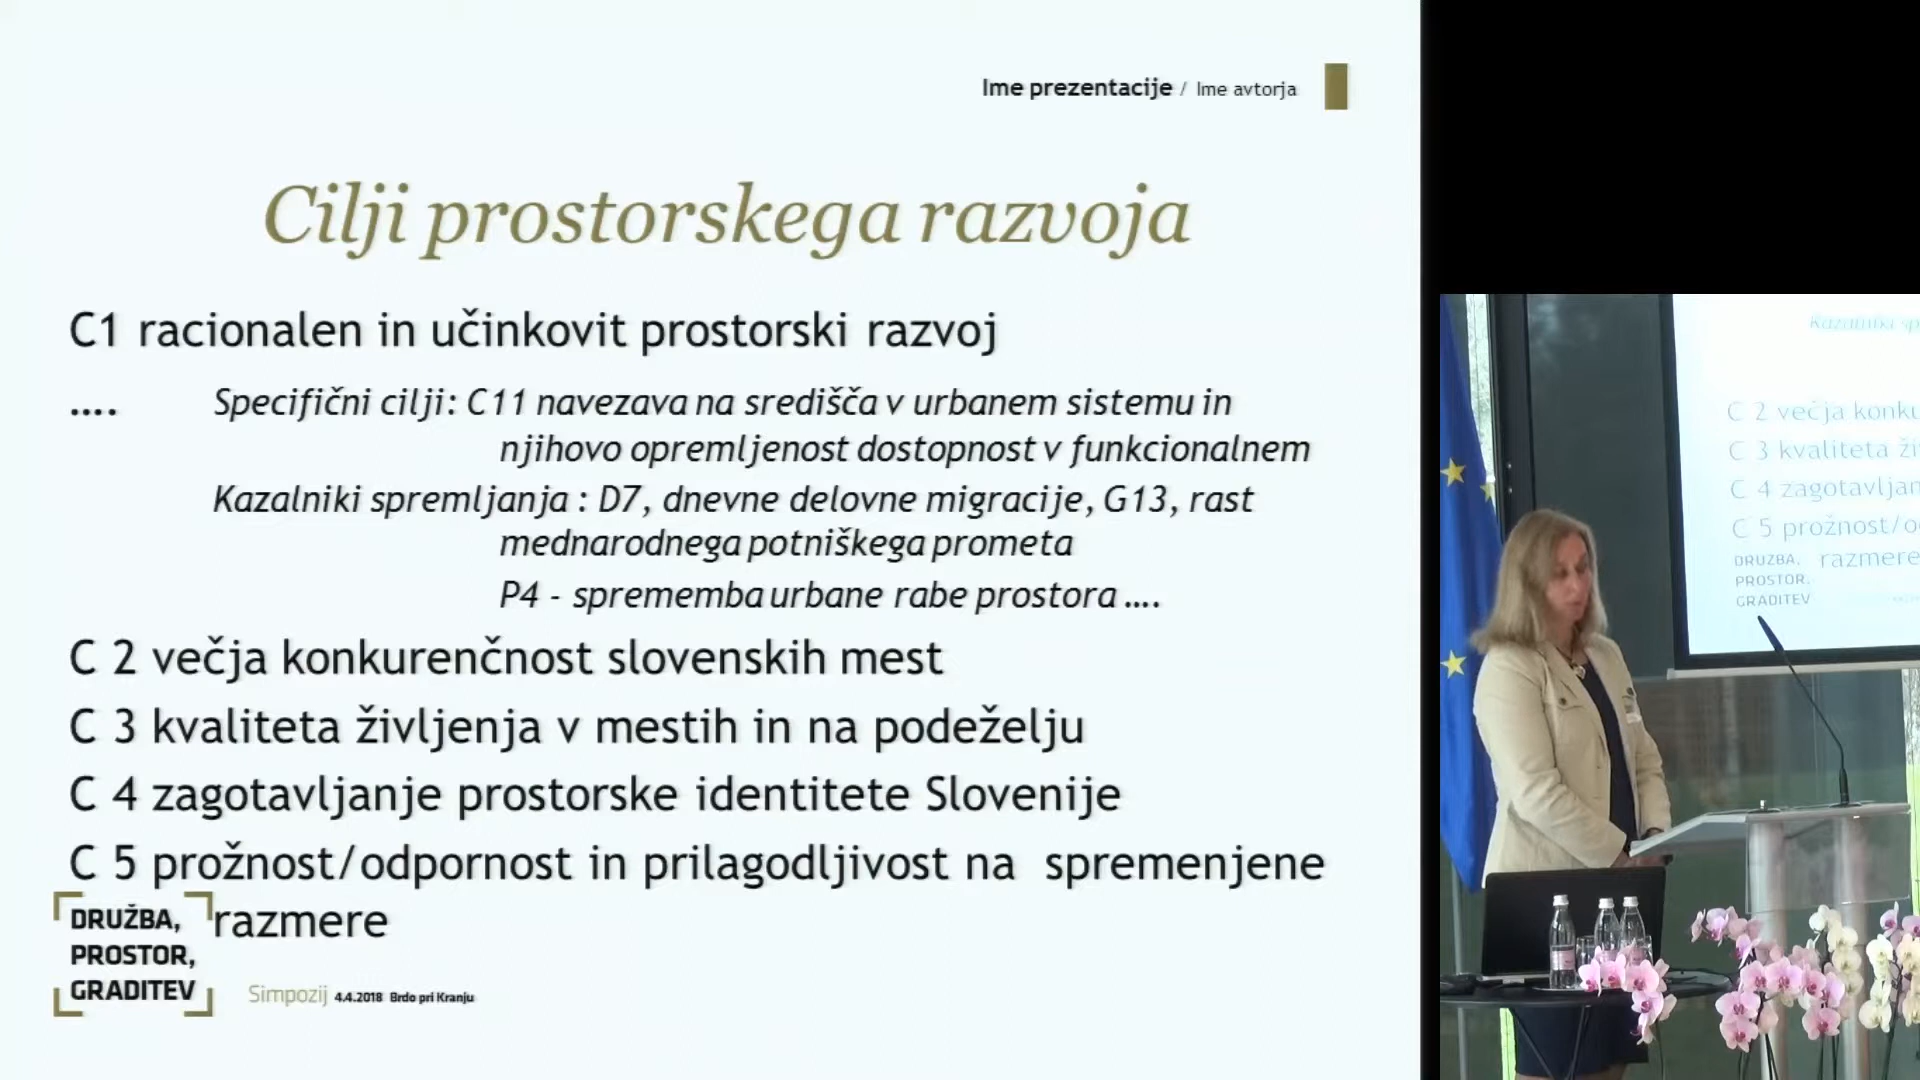 Ime prezentacije / Ime avtorja
Cilji prostorskega razvoja
C1 racionalen in učinkovit prostorski razvoj
.... Specifični cilji: C11 navezava na središča v urbanem sistemu in
njihovo opremljenost dostopnost v funkcionalnem
Kazalniki spremljanja : D7, dnevne delovne migracije, G13, rast
mednarodnega potniškega prometa
P4 - sprememba urbane rabe prostora ....
C 2 večja konkurenčnost slovenskih mest
C 3 kvaliteta življenja v mestih in na podeželju
C 4 zagotavljanje prostorske identitete Slovenije
C 5 prožnost/odpornost in prilagodljivost na spremenjene
razmere
DRUŽBA,
PROSTOR,
GRADITEV
Simpozij 4.4.2018 Brdo pri Kranju
Kazalniki
C 2 večja
C 3 kvaliteta
C 4
C 5
razmere
DRUŽBA,
PROSTOR,
GRADITEV